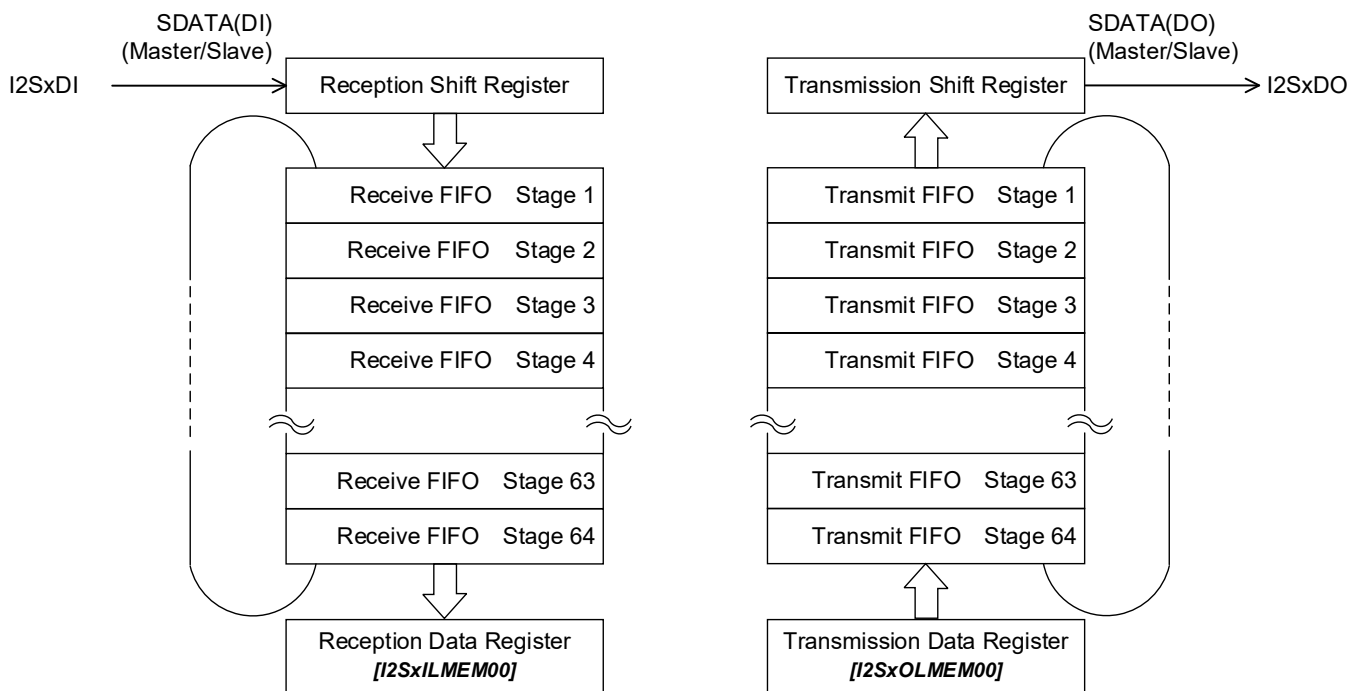 SDATA(DI)
(Master/Slave)
I2SxDI
Reception Shift Register
Receive FIFO Stage 1
Receive FIFO Stage 2
Receive FIFO Stage 3
Receive FIFO Stage 4
Receive FIFO Stage 63
Receive FIFO Stage 64
Reception Data Register
[I2SxILMEM00]
SDATA(DO)
(Master/Slave)
Transmission Shift Register
I2SxDO
Transmit FIFO Stage 1
Transmit FIFO Stage 2
Transmit FIFO Stage 3
Transmit FIFO Stage 4
Transmit FIFO Stage 63
Transmit FIFO Stage 64
Transmission Data Register
[I2SxOLMEM00]